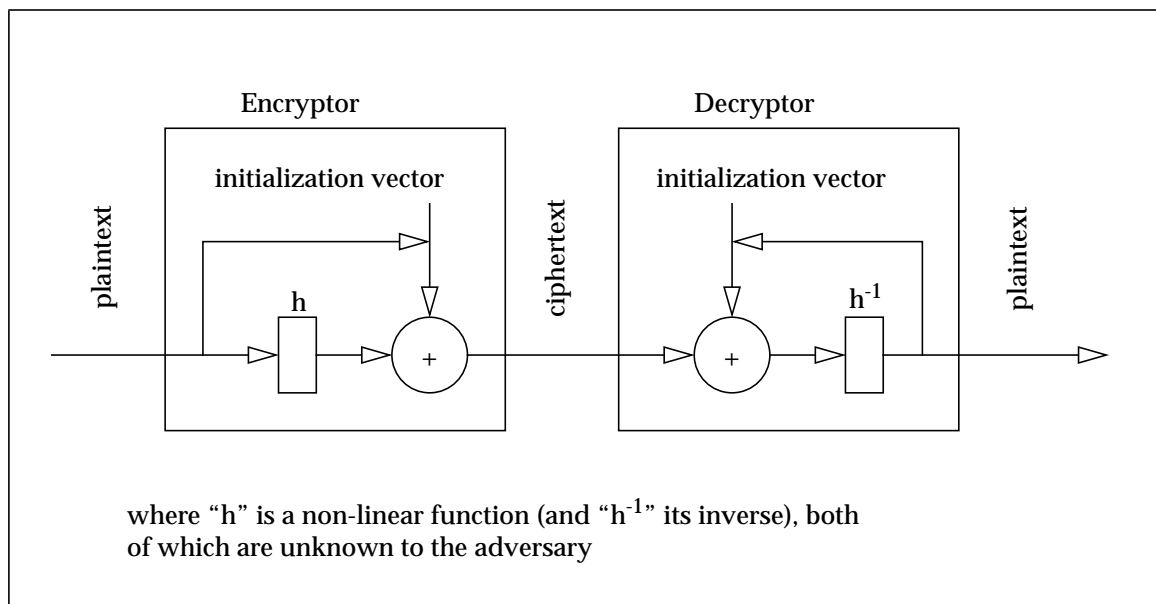 Encryptor
Decryptor
initialization vector
initialization vector
plaintext
h
+
ciphertext
+
h-1
plaintext
where “h” is a non-linear function (and “h-1” its inverse), both
of which are unknown to the adversary